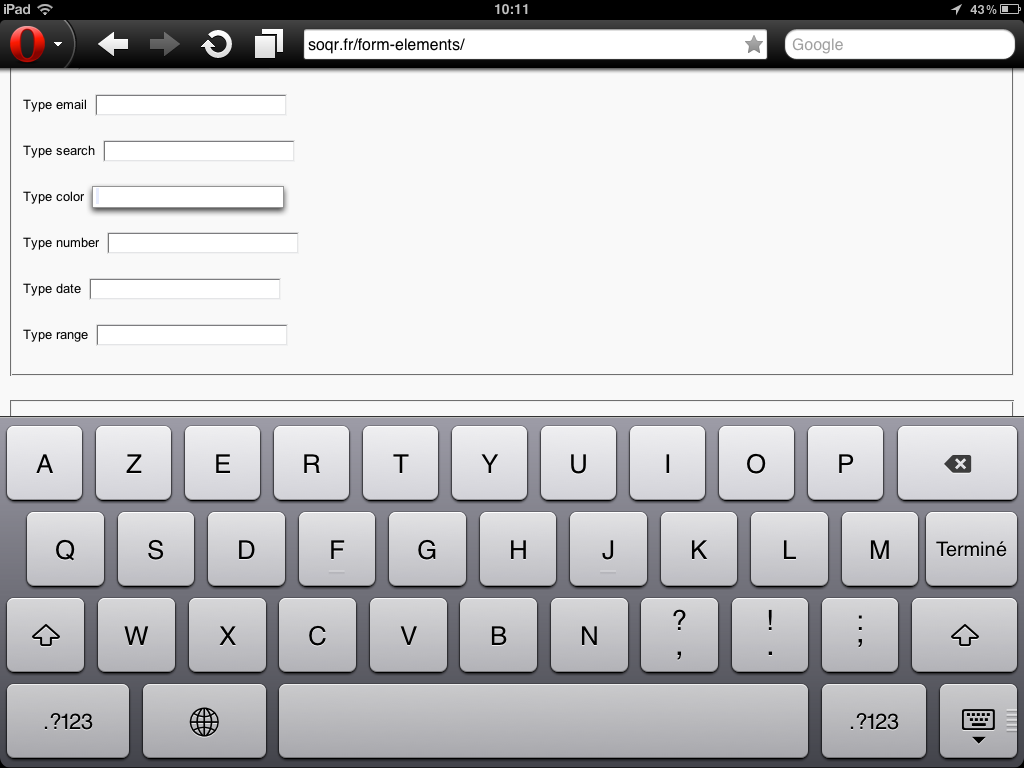 iPad 10:11 43%
soqr.fr/form-elements/ Google
Type email
Type search
Type color
Type number
Type date
Type range
A Z E R T Y U I O P
Q S D F G H J K L M Terminé
W X C V B N ? , ! . : ;
.?123 .?123